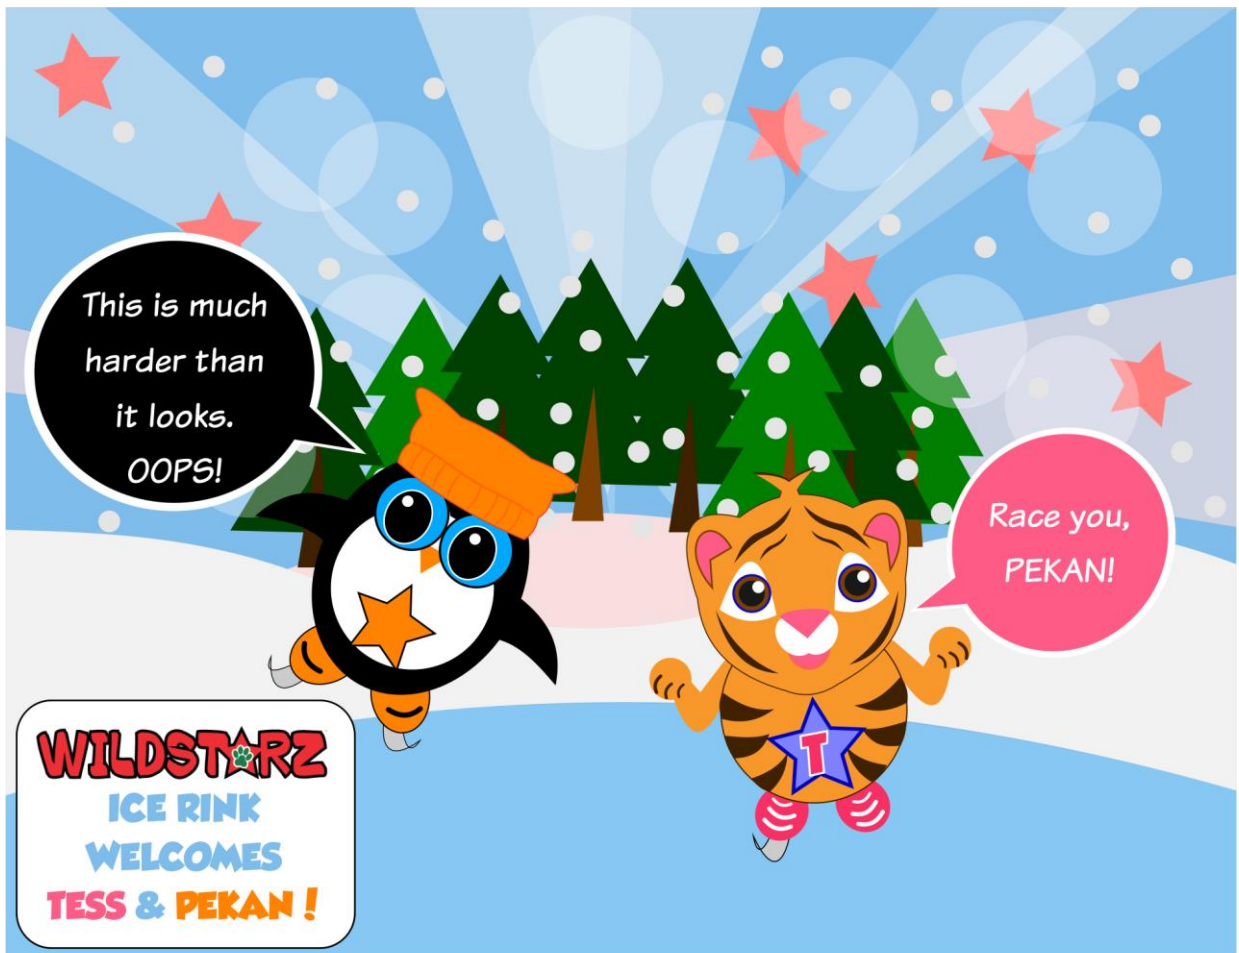 This is much
harder than
it looks.
OOPS!
Race you,
PEKAN!
T
WILDSTARZ
ICE RINK
WELCOMES
TESS & PEKAN!